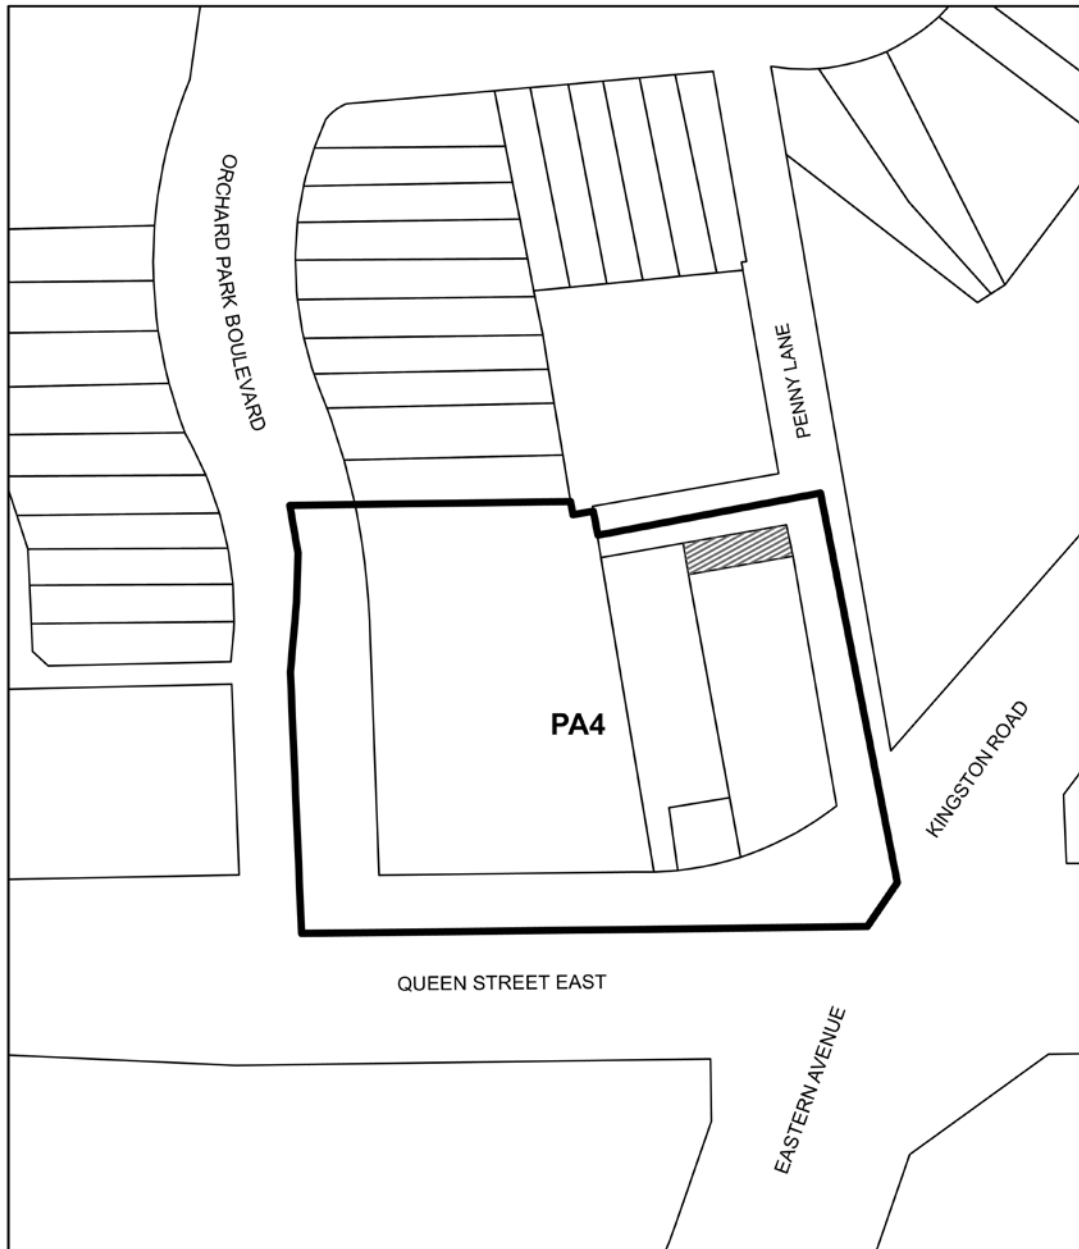 ORCHARD PARK BOULEVARD
PENNY LANE
PA4
KINGSTON ROAD
QUEEN STREET EAST
EASTERN AVENUE